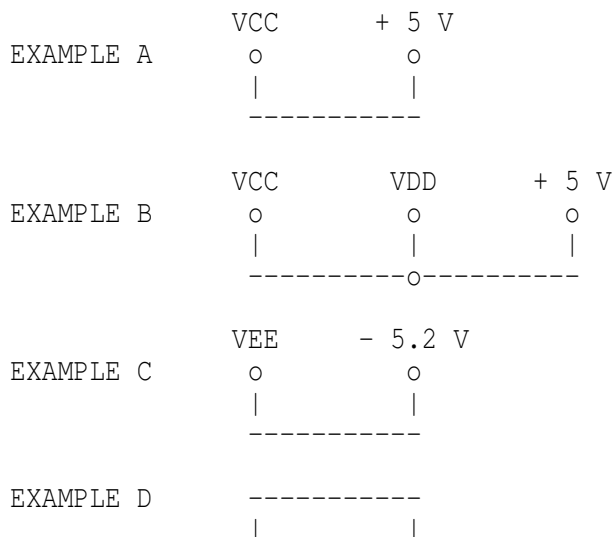 VCC + 5 V
EXAMPLE A o o
| |
-----------
VCC VDD + 5 V
EXAMPLE B o o o
| | |
----------o----------
VEE - 5.2 V
EXAMPLE C o o
| |
-----------
EXAMPLE D -----------
| |